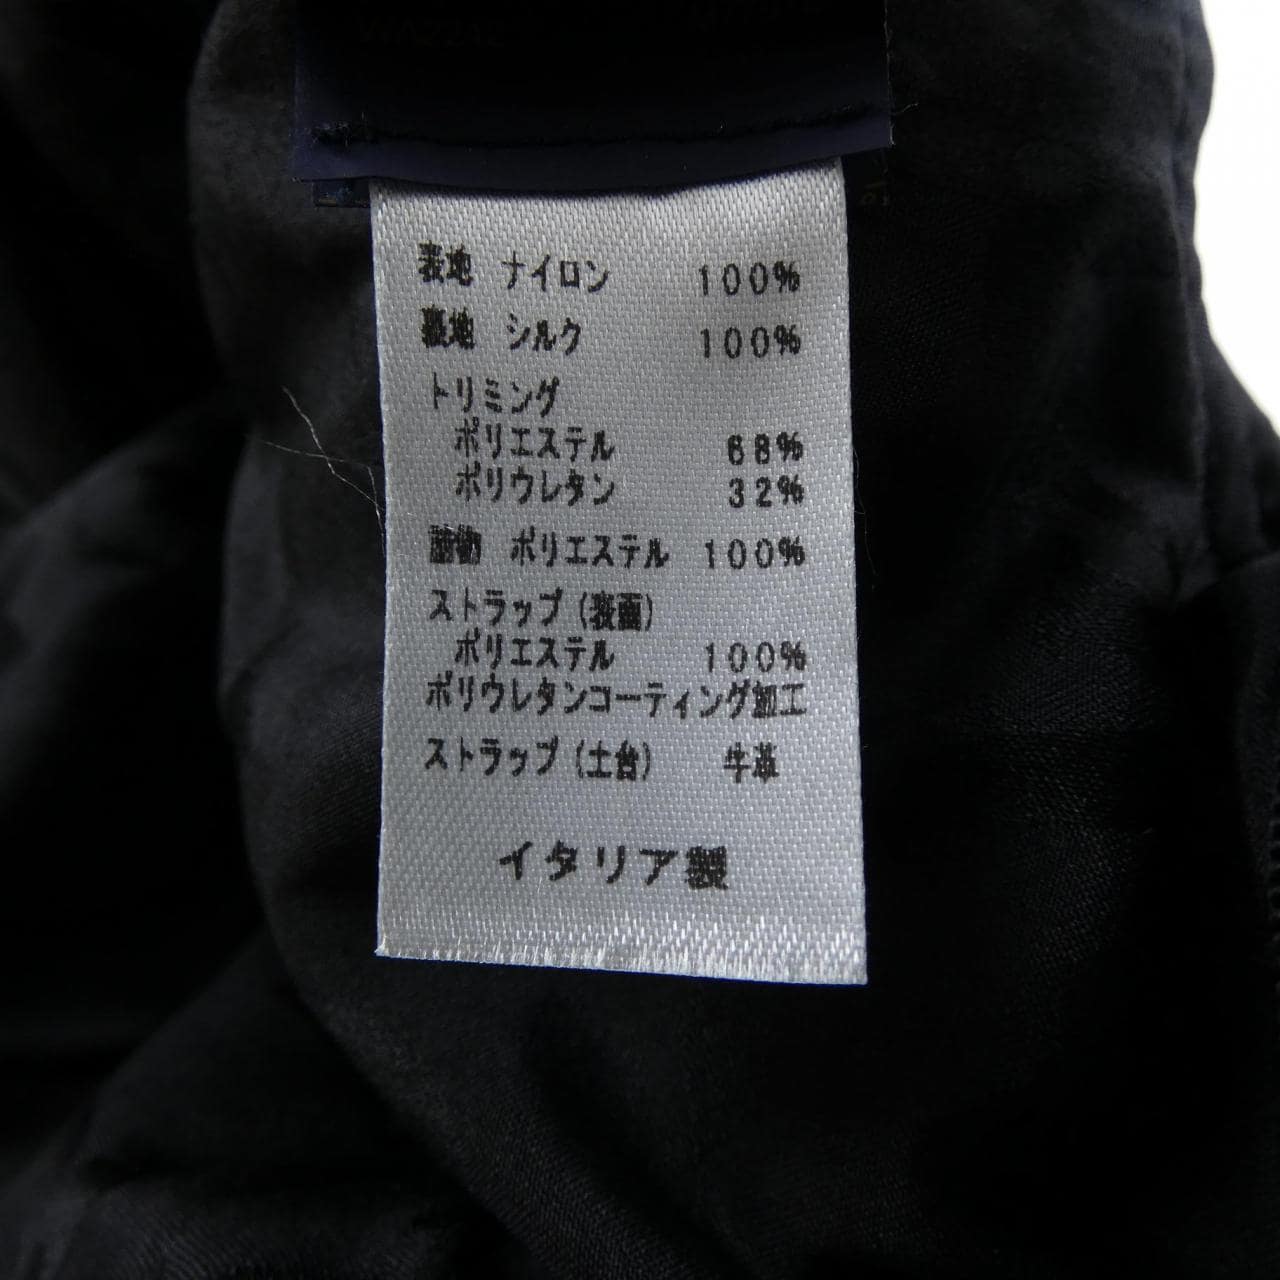 表地 ナイロン 100%
裏地 シルク 100%
トリミング
ポリエステル 68%
ポリウレタン 32%
詰物 ポリエステル 100%
ストラップ(表面)
ポリエステル 100%
ポリウレタンコーティング加工
ストラップ(土台) 牛革
イタリア製